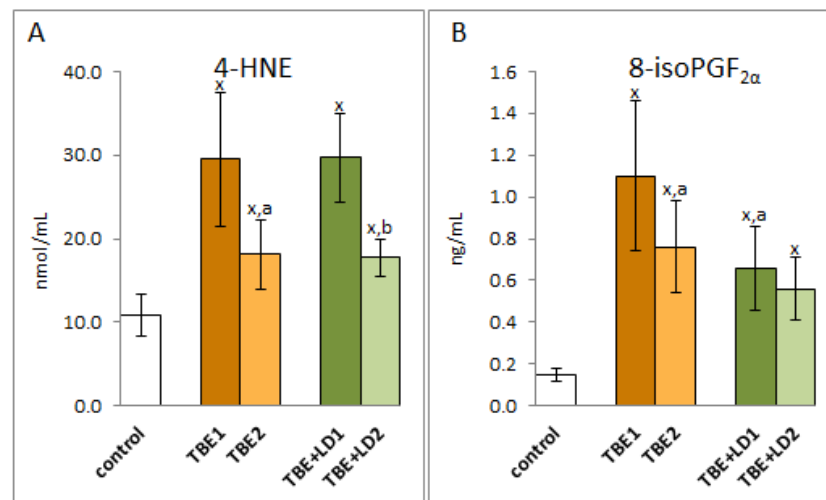 A
4-HNE
40.0
30.0
20.0
10.0
0.0
nmol/mL
x
x,a
x
x,b
control
TBE1
TBE2
TBE+LD1
TBE+LD2
B
8-isoPGF2α
1.6
1.4
1.2
1.0
0.8
0.6
0.4
0.2
0.0
ng/mL
x
x,a
x,a
x
control
TBE1
TBE2
TBE+LD1
TBE+LD2